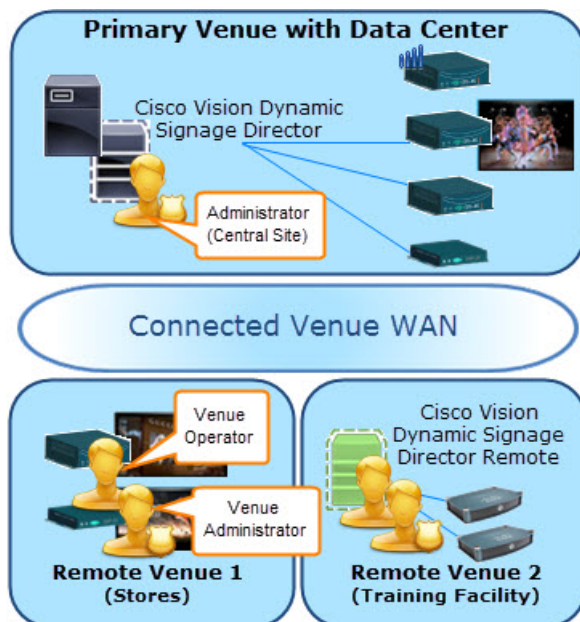 Primary Venue with Data Center
Cisco Vision Dynamic
Signage Director
Administrator
(Central Site)
Connected Venue WAN
Venue
Operator
Venue
Administrator
Remote Venue 1
(Stores)
Cisco Vision
Dynamic Signage
Director Remote
Remote Venue 2
(Training Facility)